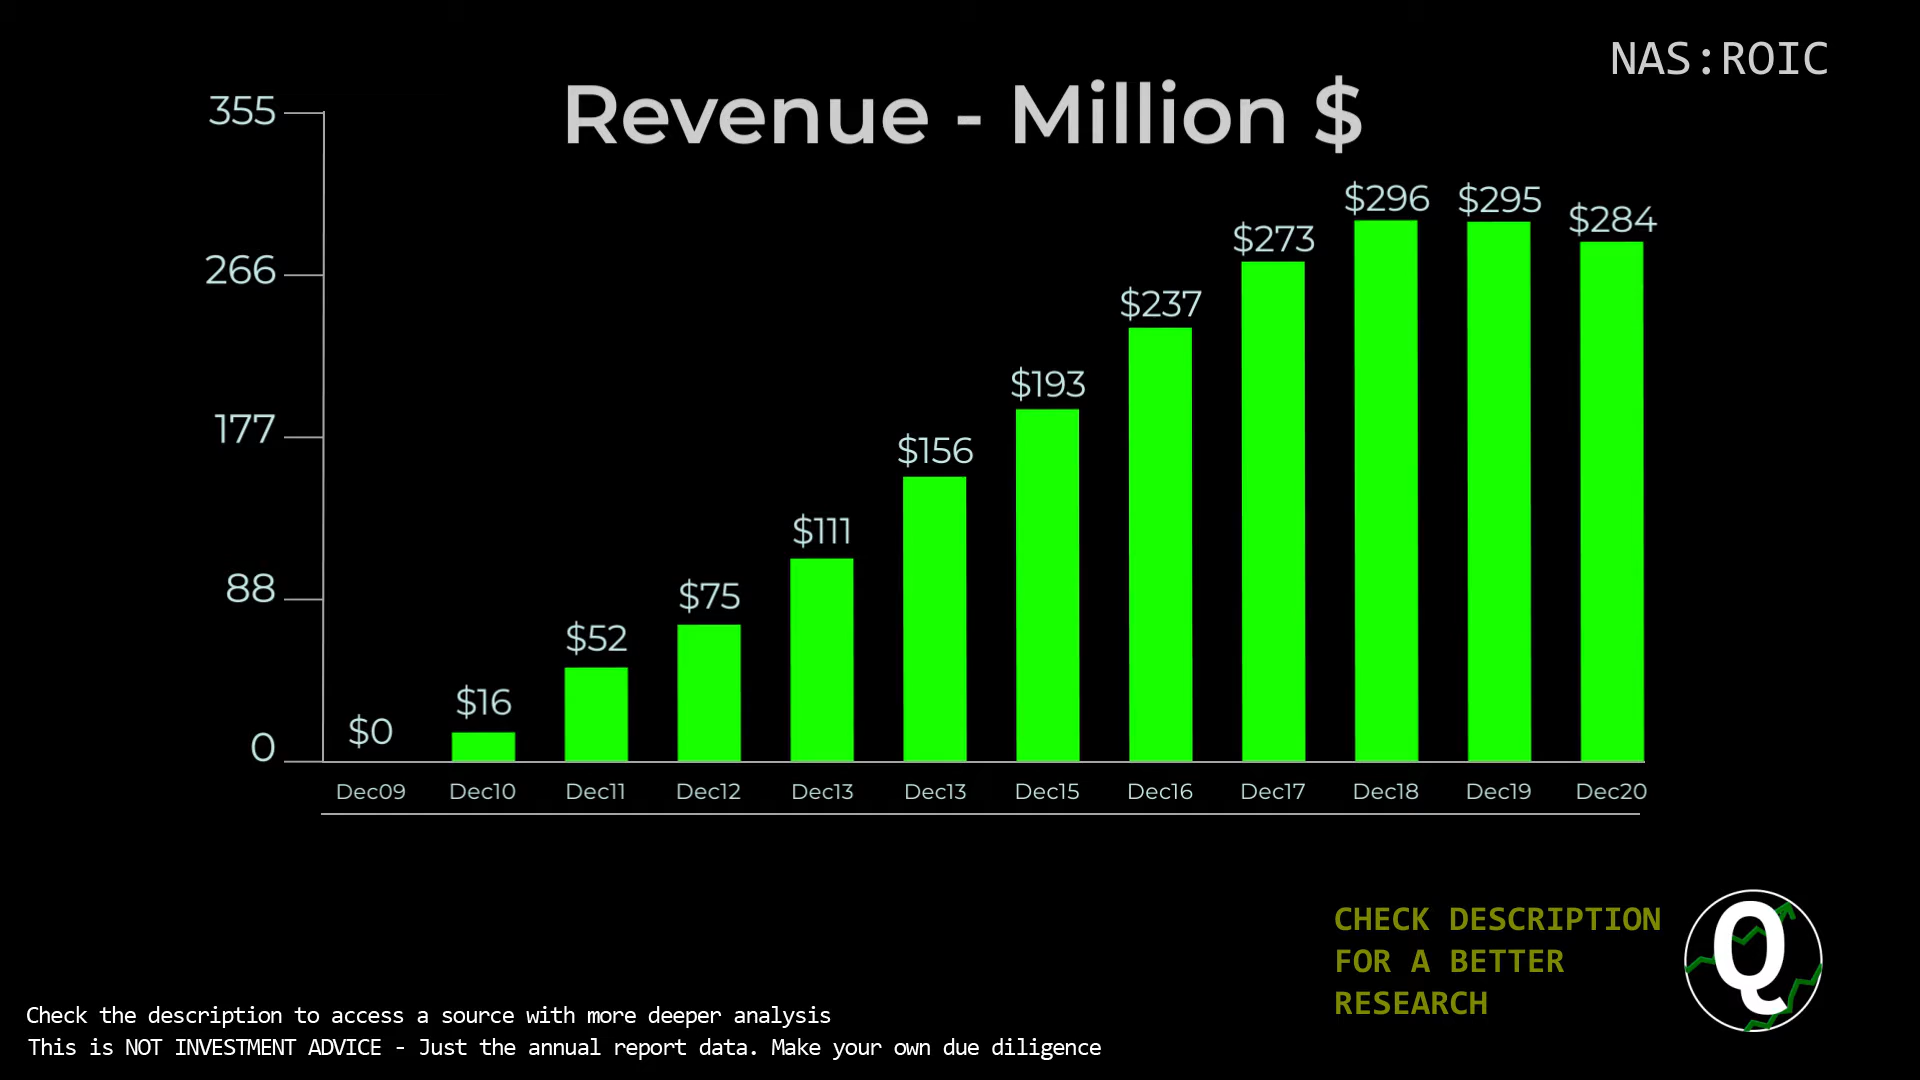 NAS:ROIC
Revenue - Million $
355
266
177
88
0
$0
$16
$52
$75
$111
$156
$193
$237
$273
$296
$295
$284
Dec09 Dec10 Dec11 Dec12 Dec13 Dec13 Dec15 Dec16 Dec17 Dec18 Dec19 Dec20
CHECK DESCRIPTION
FOR A BETTER
RESEARCH
Q
Check the description to access a source with more deeper analysis
This is NOT INVESTMENT ADVICE - Just the annual report data. Make your own due diligence